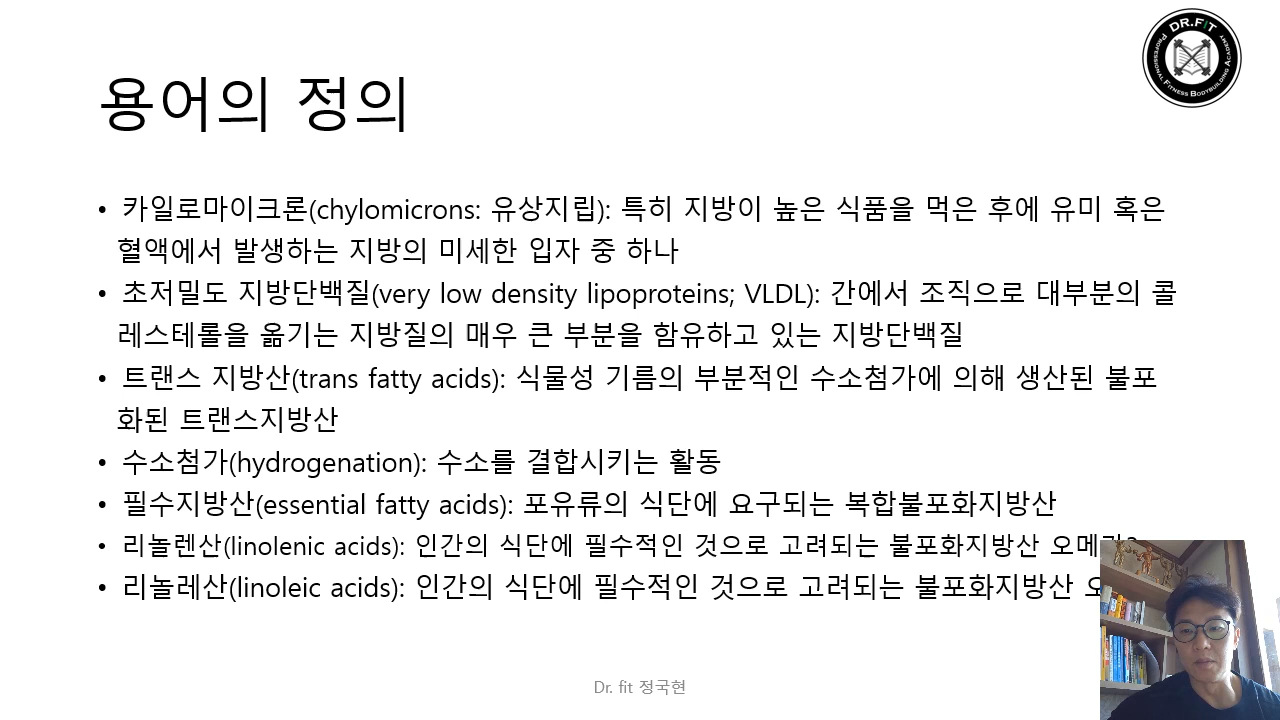 DR.FIT
PROFESSIONAL FITNESS BODYBUILDING ACADEMY
용어의 정의
• 카일로마이크론(chylomicrons: 유상지립): 특히 지방이 높은 식품을 먹은 후에 유미 혹은
혈액에서 발생하는 지방의 미세한 입자 중 하나
• 초저밀도 지방단백질(very low density lipoproteins; VLDL): 간에서 조직으로 대부분의 콜
레스테롤을 옮기는 지방질의 매우 큰 부분을 함유하고 있는 지방단백질
• 트랜스 지방산(trans fatty acids): 식물성 기름의 부분적인 수소첨가에 의해 생산된 불포
화된 트랜스지방산
• 수소첨가(hydrogenation): 수소를 결합시키는 활동
• 필수지방산(essential fatty acids): 포유류의 식단에 요구되는 복합불포화지방산
• 리놀렌산(linolenic acids): 인간의 식단에 필수적인 것으로 고려되는 불포화지방산
• 리놀레산(linoleic acids): 인간의 식단에 필수적인 것으로 고려되는 불포화지방산
Dr. fit 정국현